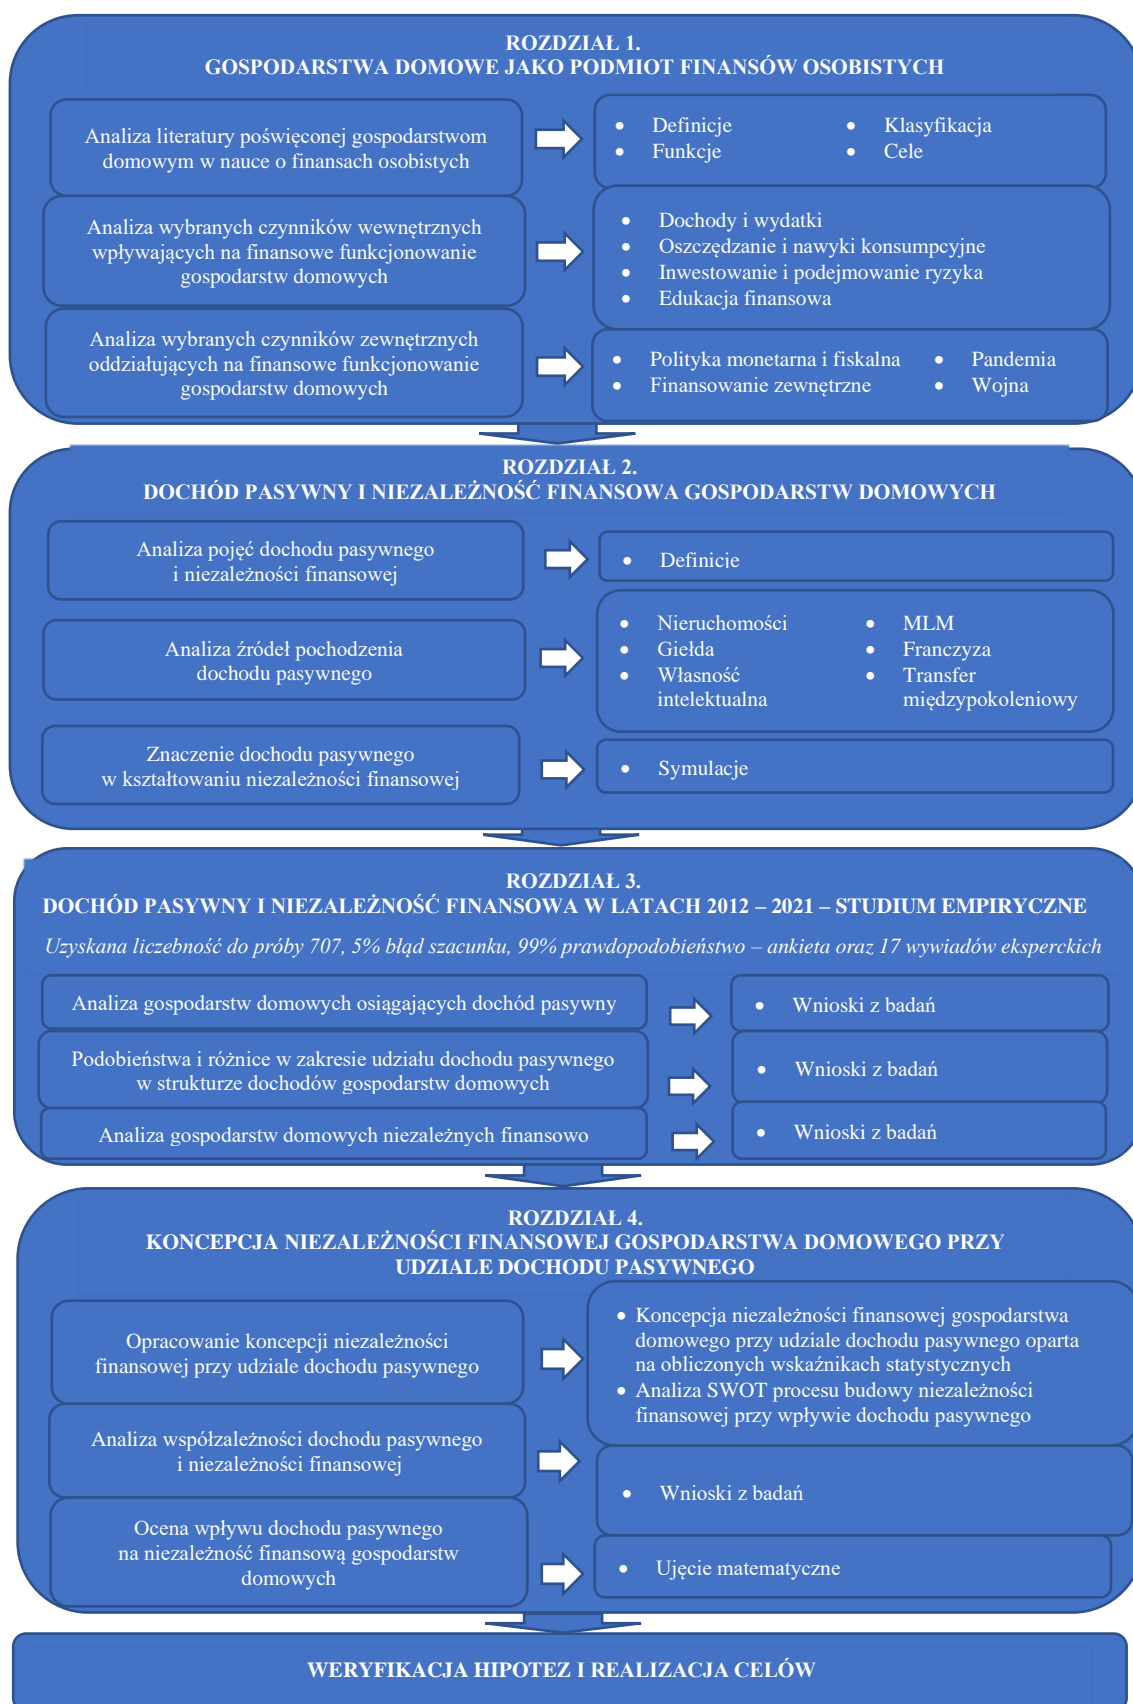 ROZDZIAŁ 1.
GOSPODARSTWA DOMOWE JAKO PODMIOT FINANSÓW OSOBISTYCH
Analiza literatury poświęconej gospodarstwom
domowym w nauce o finansach osobistych
• Definicje
• Funkcje
• Klasyfikacja
• Cele
Analiza wybranych czynników wewnętrznych
wpływających na finansowe funkcjonowanie
gospodarstw domowych
• Dochody i wydatki
• Oszczędzanie i nawyki konsumpcyjne
• Inwestowanie i podejmowanie ryzyka
• Edukacja finansowa
Analiza wybranych czynników zewnętrznych
oddziałujących na finansowe funkcjonowanie
gospodarstw domowych
• Polityka monetarna i fiskalna
• Finansowanie zewnętrzne
• Pandemia
• Wojna
ROZDZIAŁ 2.
DOCHÓD PASYWNY I NIEZALEŻNOŚĆ FINANSOWA GOSPODARSTW DOMOWYCH
Analiza pojęć dochodu pasywnego
i niezależności finansowej
• Definicje
Analiza źródeł pochodzenia
dochodu pasywnego
• Nieruchomości
• Giełda
• Własność
intelektualna
• MLM
• Franczyza
• Transfer
międzypokoleniowy
Znaczenie dochodu pasywnego
w kształtowaniu niezależności finansowej
• Symulacje
ROZDZIAŁ 3.
DOCHÓD PASYWNY I NIEZALEŻNOŚĆ FINANSOWA W LATACH 2012 – 2021 – STUDIUM EMPIRYCZNE
Uzyskana liczebność do próby 707, 5% błąd szacunku, 99% prawdopodobieństwo – ankieta oraz 17 wywiadów eksperckich
Analiza gospodarstw domowych osiągających dochód pasywny
• Wnioski z badań
Podobieństwa i różnice w zakresie udziału dochodu pasywnego
w strukturze dochodów gospodarstw domowych
• Wnioski z badań
Analiza gospodarstw domowych niezależnych finansowo
• Wnioski z badań
ROZDZIAŁ 4.
KONCEPCJA NIEZALEŻNOŚCI FINANSOWEJ GOSPODARSTWA DOMOWEGO PRZY
UDZIALE DOCHODU PASYWNEGO
Opracowanie koncepcji niezależności
finansowej przy udziale dochodu pasywnego
• Koncepcja niezależności finansowej gospodarstwa
domowego przy udziale dochodu pasywnego oparta
na obliczonych wskaźnikach statystycznych
• Analiza SWOT procesu budowy niezależności
finansowej przy wpływie dochodu pasywnego
Analiza współzależności dochodu pasywnego
i niezależności finansowej
• Wnioski z badań
Ocena wpływu dochodu pasywnego
na niezależność finansową gospodarstw
domowych
• Ujęcie matematyczne
WERYFIKACJA HIPOTEZ I REALIZACJA CELÓW